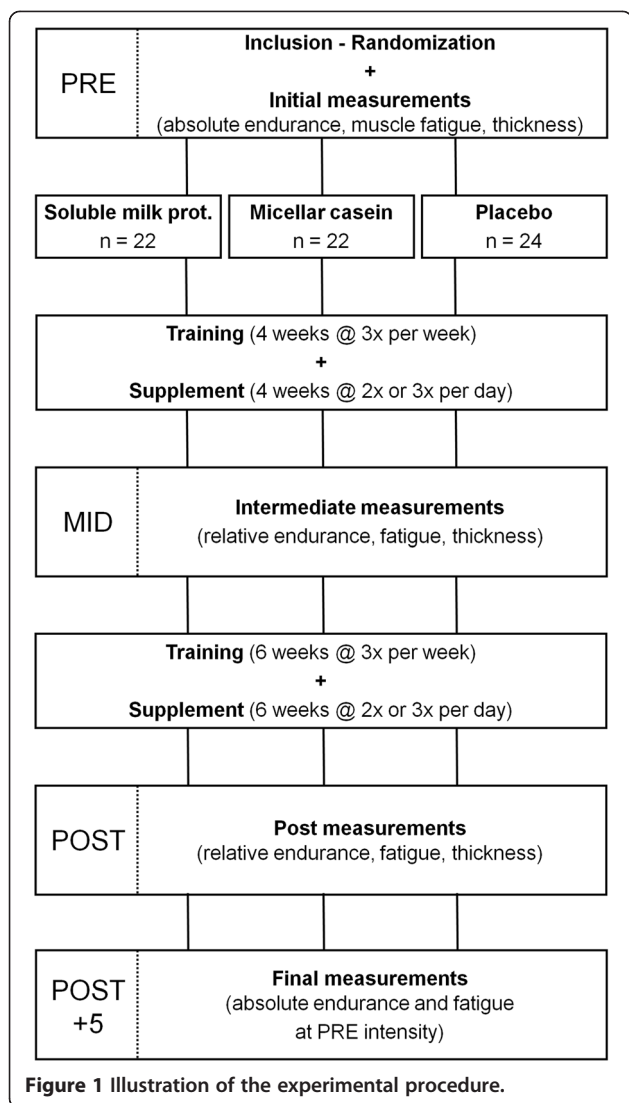 PRE
Inclusion - Randomization
+
Initial measurements
(absolute endurance, muscle fatigue, thickness)
Soluble milk prot.
n = 22
Micellar casein
n = 22
Placebo
n = 24
Training (4 weeks @ 3x per week)
+
Supplement (4 weeks @ 2x or 3x per day)
MID
Intermediate measurements
(relative endurance, fatigue, thickness)
Training (6 weeks @ 3x per week)
+
Supplement (6 weeks @ 2x or 3x per day)
POST
Post measurements
(relative endurance, fatigue, thickness)
POST
+5
Final measurements
(absolute endurance and fatigue
at PRE intensity)
Figure 1 Illustration of the experimental procedure.